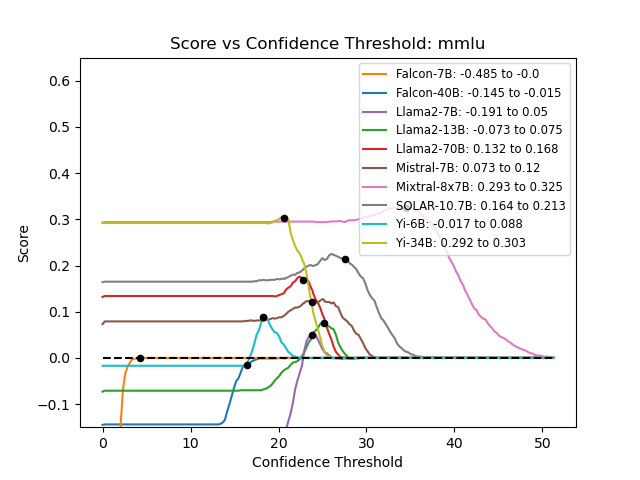 Score vs Confidence Threshold: mmlu
Falcon-7B: -0.485 to -0.0
Falcon-40B: -0.145 to -0.015
Llama2-7B: -0.191 to 0.05
Llama2-13B: -0.073 to 0.075
Llama2-70B: 0.132 to 0.168
Mistral-7B: 0.073 to 0.12
Mixtral-8x7B: 0.293 to 0.325
SOLAR-10.7B: 0.164 to 0.213
Yi-6B: -0.017 to 0.088
Yi-34B: 0.292 to 0.303
Score
0.6
0.5
0.4
0.3
0.2
0.1
0.0
−0.1
0 10 20 30 40 50
Confidence Threshold